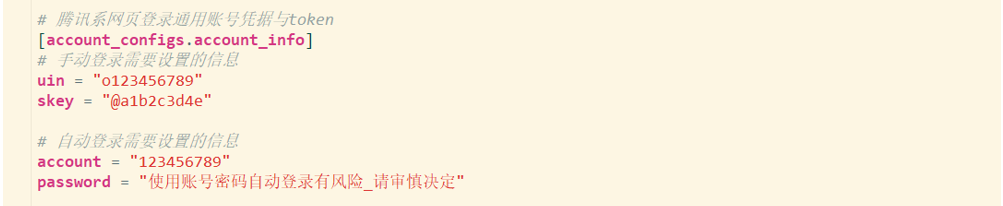 # 腾讯系网页登录通用账号凭据与token
[account_configs.account_info]
# 手动登录需要设置的信息
uin = "o123456789"
skey = "@a1b2c3d4e"
# 自动登录需要设置的信息
account = "123456789"
password = "使用账号密码自动登录有风险_请审慎决定"